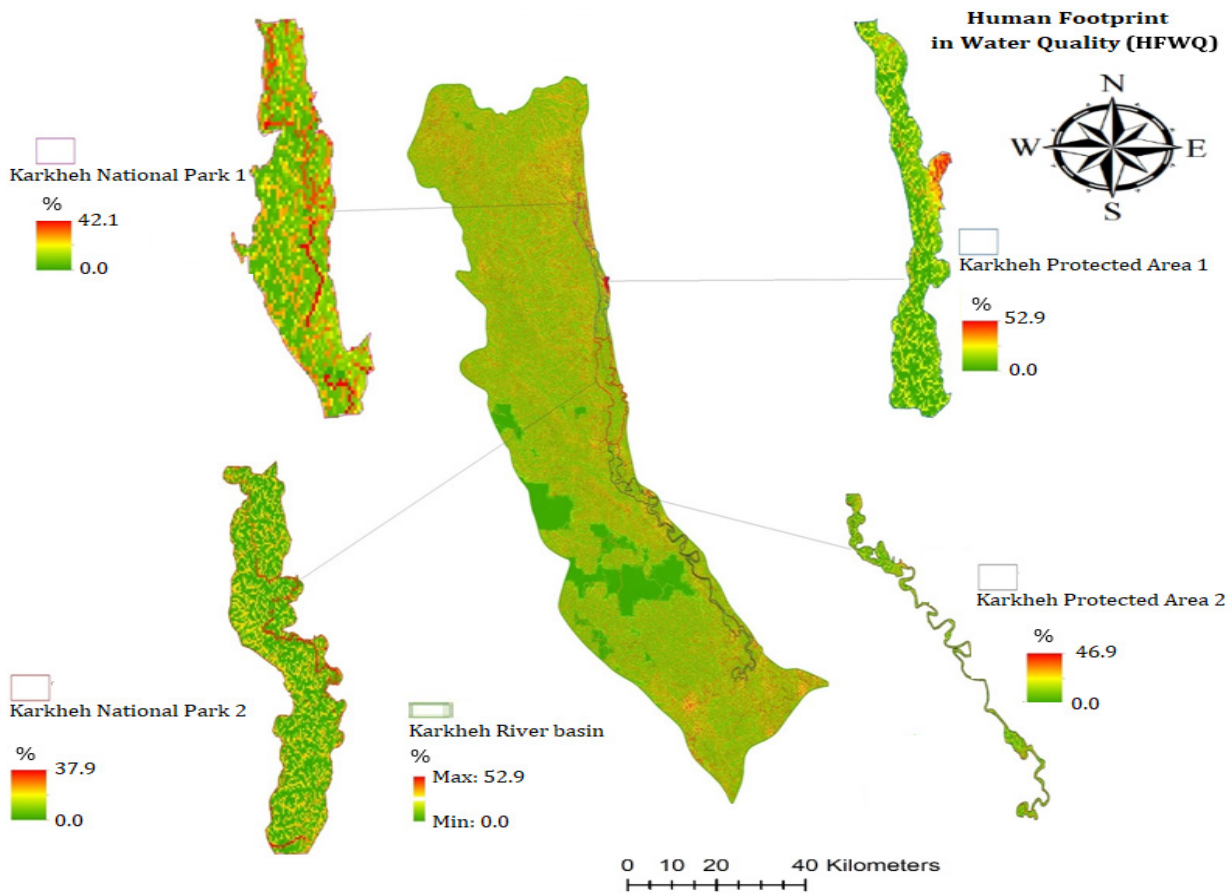 Human Footprint
in Water Quality (HFWQ)
N
W
E
S
Karkheh National Park 1
%
42.1
0.0
Karkheh Protected Area 1
%
52.9
0.0
Karkheh National Park 2
%
37.9
0.0
Karkheh River basin
%
Max: 52.9
Min: 0.0
Karkheh Protected Area 2
%
46.9
0.0
0 10 20 40 Kilometers